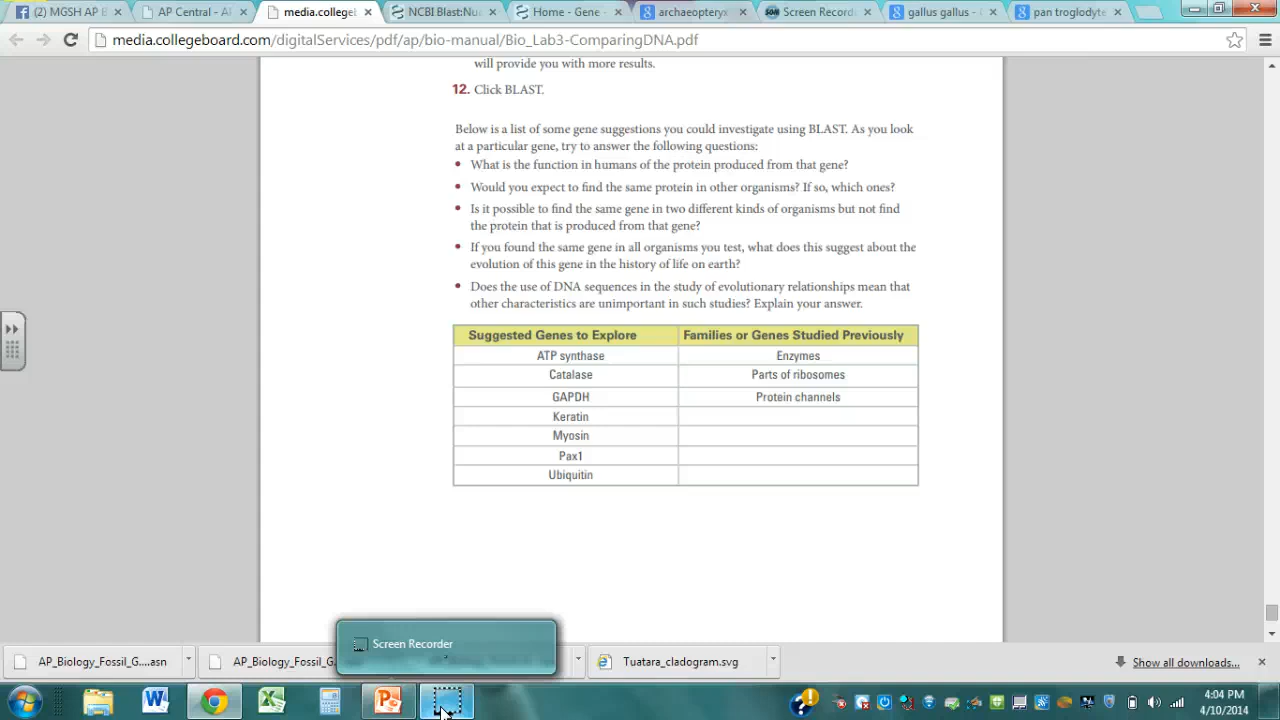 (2) MGSH AP B
AP Central - AP
media.collegeb
NCBI Blast:Nu
Home - Gene -
archaeopteryx
Screen Record
gallus gallus -
pan troglodyte
media.collegeboard.com/digitalServices/pdf/ap/bio-manual/Bio_Lab3-ComparingDNA.pdf
will provide you with more results.
12. Click BLAST.
Below is a list of some gene suggestions you could investigate using BLAST. As you look
at a particular gene, try to answer the following questions:
• What is the function in humans of the protein produced from that gene?
• Would you expect to find the same protein in other organisms? If so, which ones?
• Is it possible to find the same gene in two different kinds of organisms but not find
the protein that is produced from that gene?
• If you found the same gene in all organisms you test, what does this suggest about the
evolution of this gene in the history of life on earth?
• Does the use of DNA sequences in the study of evolutionary relationships mean that
other characteristics are unimportant in such studies? Explain your answer.
Suggested Genes to Explore Families or Genes Studied Previously
ATP synthase Enzymes
Catalase Parts of ribosomes
GAPDH Protein channels
Keratin
Myosin
Pax1
Ubiquitin
Screen Recorder
AP_Biology_Fossil_G....asn
AP_Biology_Fossil_G
Tuatara_cladogram.svg
Show all downloads...
4:04 PM
4/10/2014